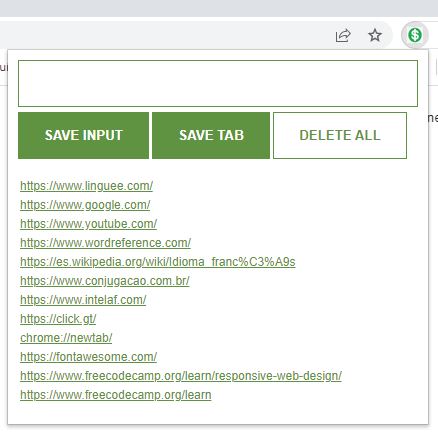 SAVE INPUT SAVE TAB DELETE ALL
https://www.linguee.com/
https://www.google.com/
https://www.youtube.com/
https://www.wordreference.com/
https://es.wikipedia.org/wiki/Idioma_franc%C3%A9s
https://www.conjugacao.com.br/
https://www.intelaf.com/
https://click.gt/
chrome://newtab/
https://fontawesome.com/
https://www.freecodecamp.org/learn/responsive-web-design/
https://www.freecodecamp.org/learn